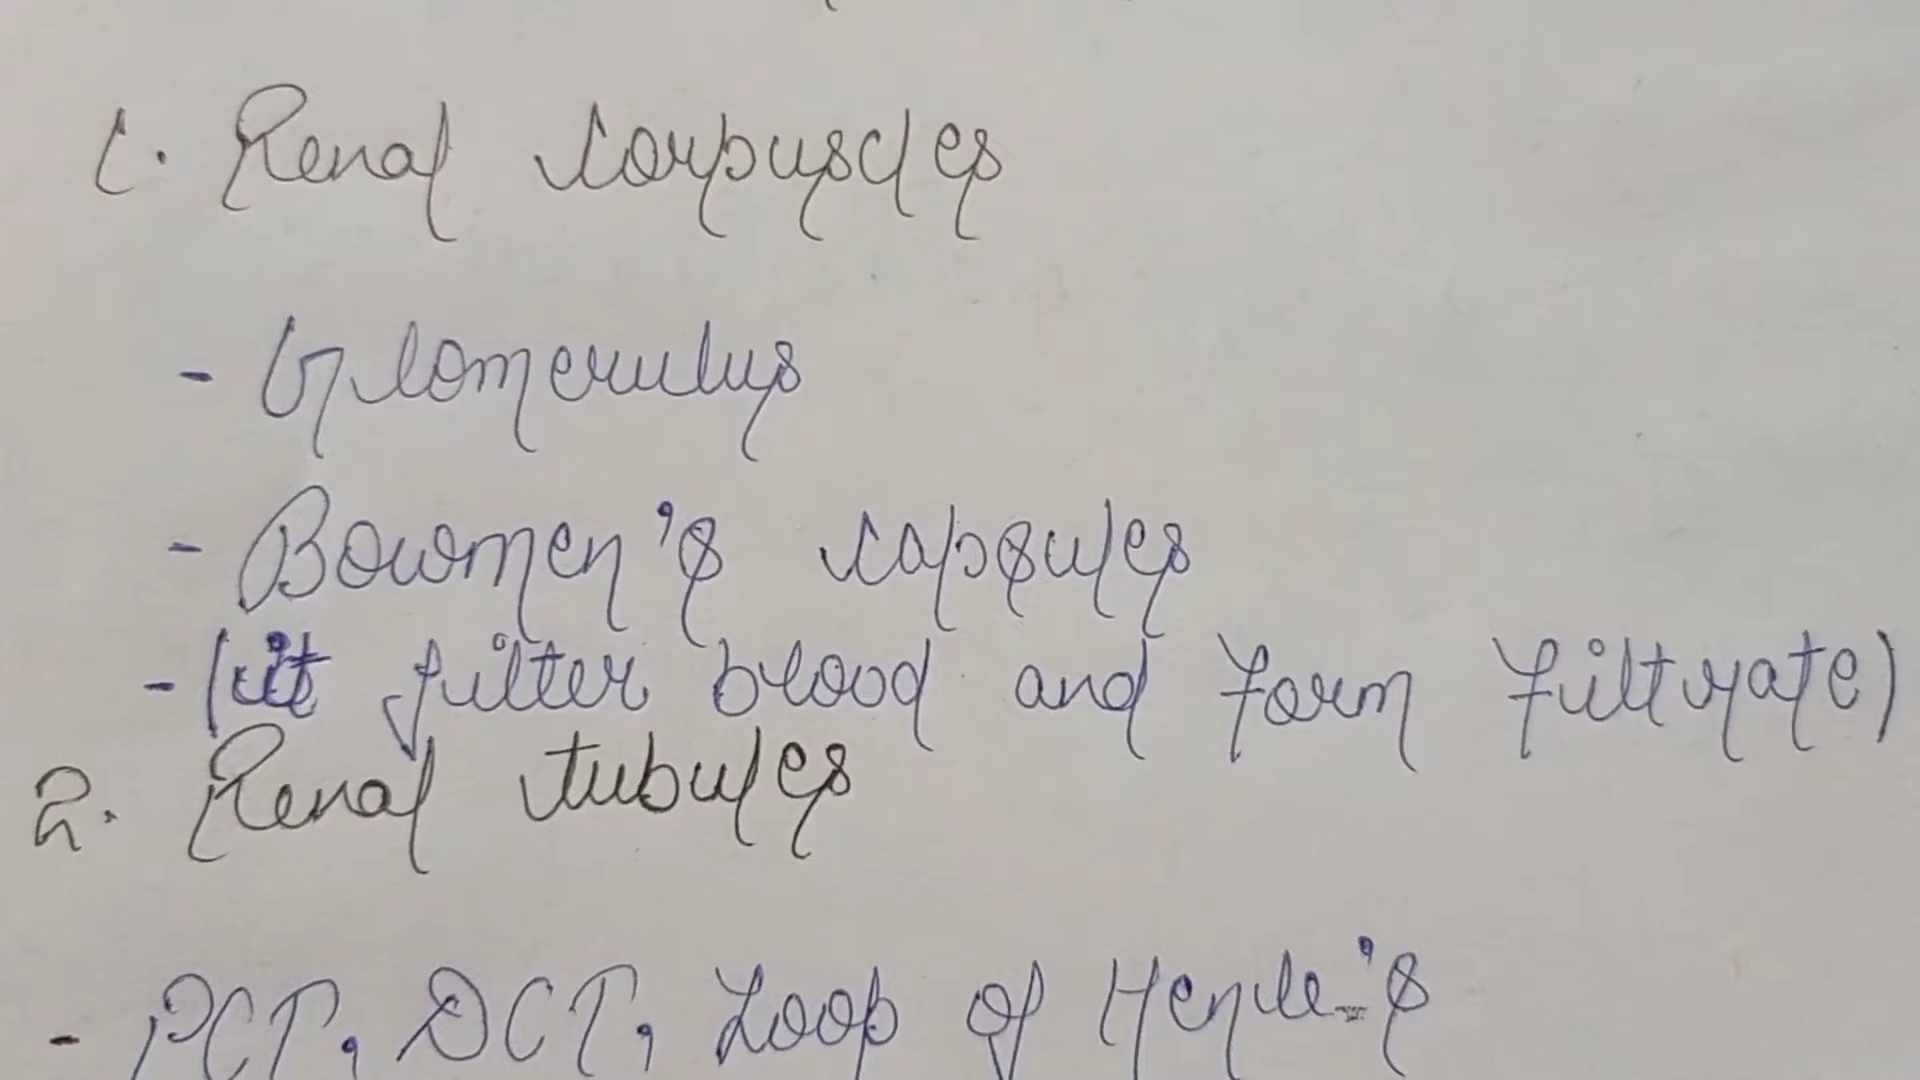 1. Renal corpuscles
- Glomerulus
- Bowmen's capsules
- (it filter blood and form filtrate)
2. Renal tubules
- PCT, DCT, Loop of Henle's